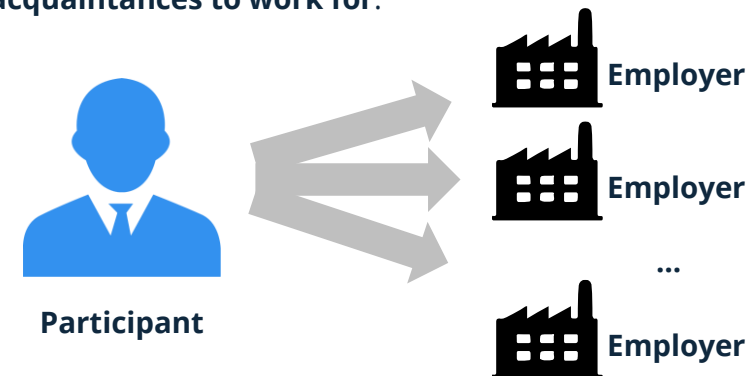 acquaintances to work for.
Employer
Employer
...
Participant
Employer